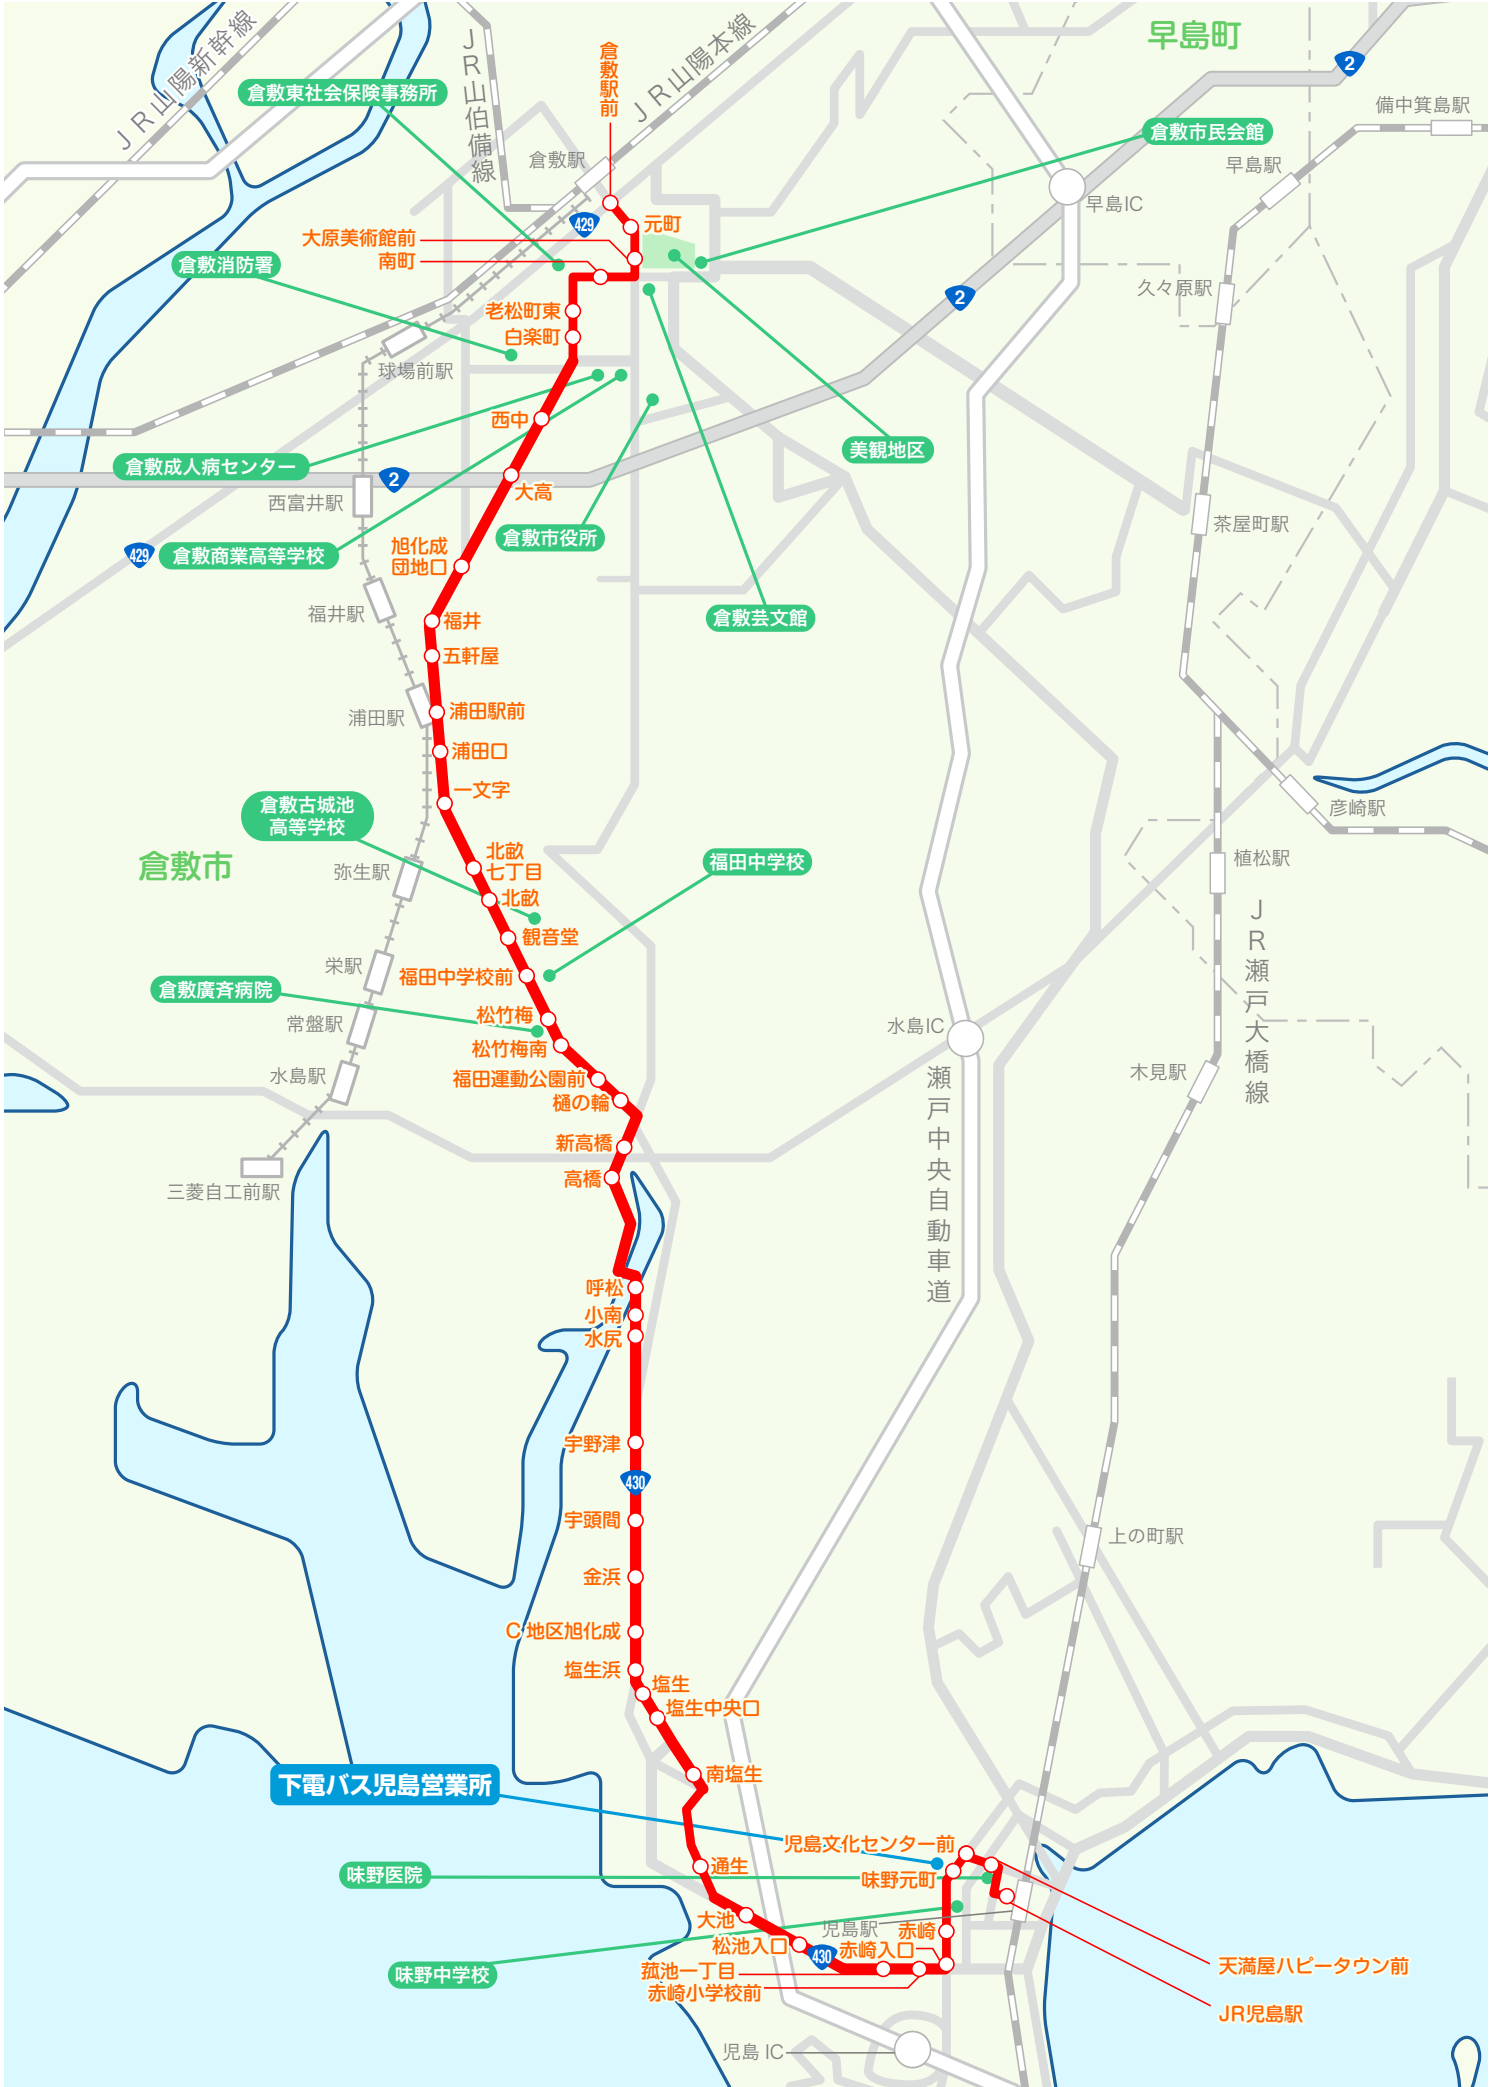 早島町
JR山陽新幹線
JR山伯備線
倉敷駅前
JR山陽本線
2
倉敷東社会保険事務所
備中箕島駅
倉敷市民会館
倉敷駅
早島駅
早島IC
429
元町
大原美術館前
南町
倉敷消防署
久々原駅
2
老松町東
白楽町
球場前駅
西中
美観地区
倉敷成人病センター
2
大高
西富井駅
茶屋町駅
倉敷市役所
旭化成
団地口
429
倉敷商業高等学校
福井駅
福井
倉敷芸文館
五軒屋
浦田駅前
浦田駅
浦田口
一文字
倉敷古城池
高等学校
彦崎駅
倉敷市
北畝
七丁目
福田中学校
植松駅
弥生駅
北畝
JR瀬戸大橋線
観音堂
栄駅
福田中学校前
倉敷廣斉病院
松竹梅
常盤駅
水島IC
松竹梅南
水島駅
福田運動公園前
木見駅
樋の輪
瀬戸中央自動車道
新高橋
高橋
三菱自工前駅
呼松
小南
水尻
宇野津
430
宇頭間
上の町駅
金浜
C地区旭化成
塩生浜
塩生
塩生中央口
南塩生
下電バス児島営業所
児島文化センター前
通生
味野医院
味野元町
大池
児島駅
赤崎
松池入口
430
赤崎入口
菰池一丁目
天満屋ハピータウン前
味野中学校
赤崎小学校前
JR児島駅
児島IC